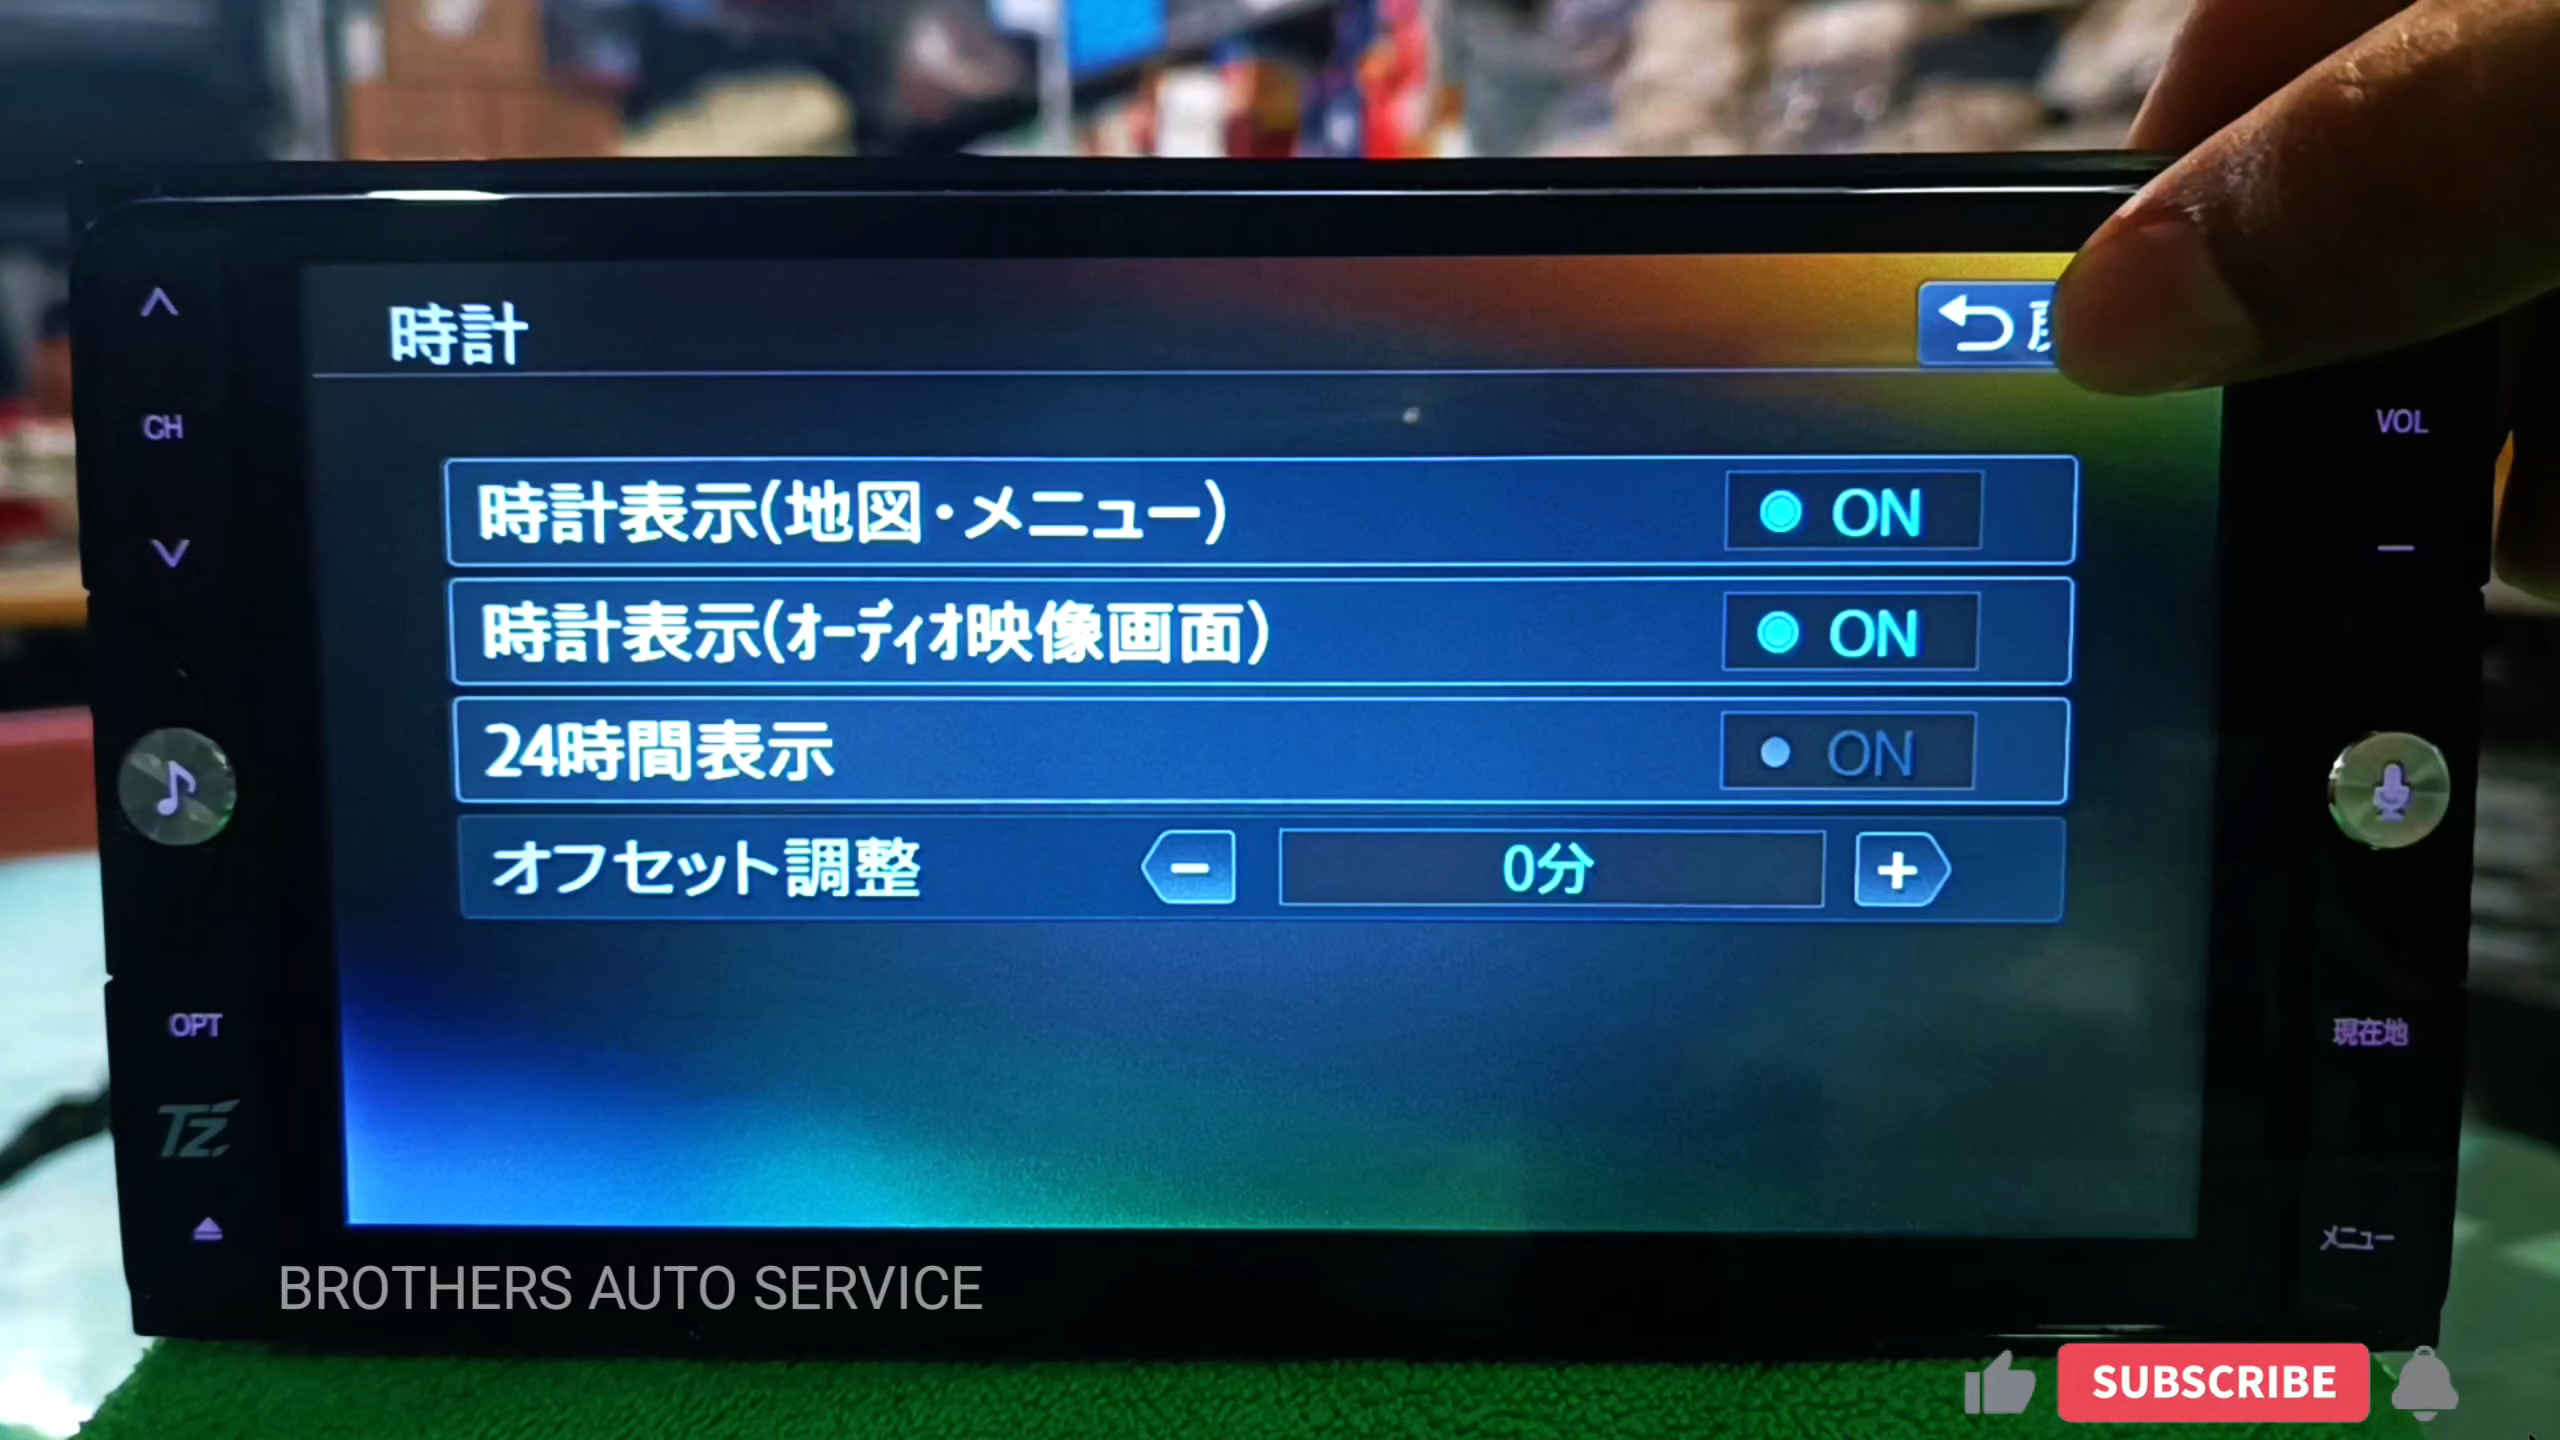 時計
CH
VOL
時計表示(地図・メニュー)
ON
時計表示(オーディオ映像画面)
ON
24時間表示
ON
オフセット調整
-
0分
+
OPT
現在地
TZ
メニュー
BROTHERS AUTO SERVICE
SUBSCRIBE